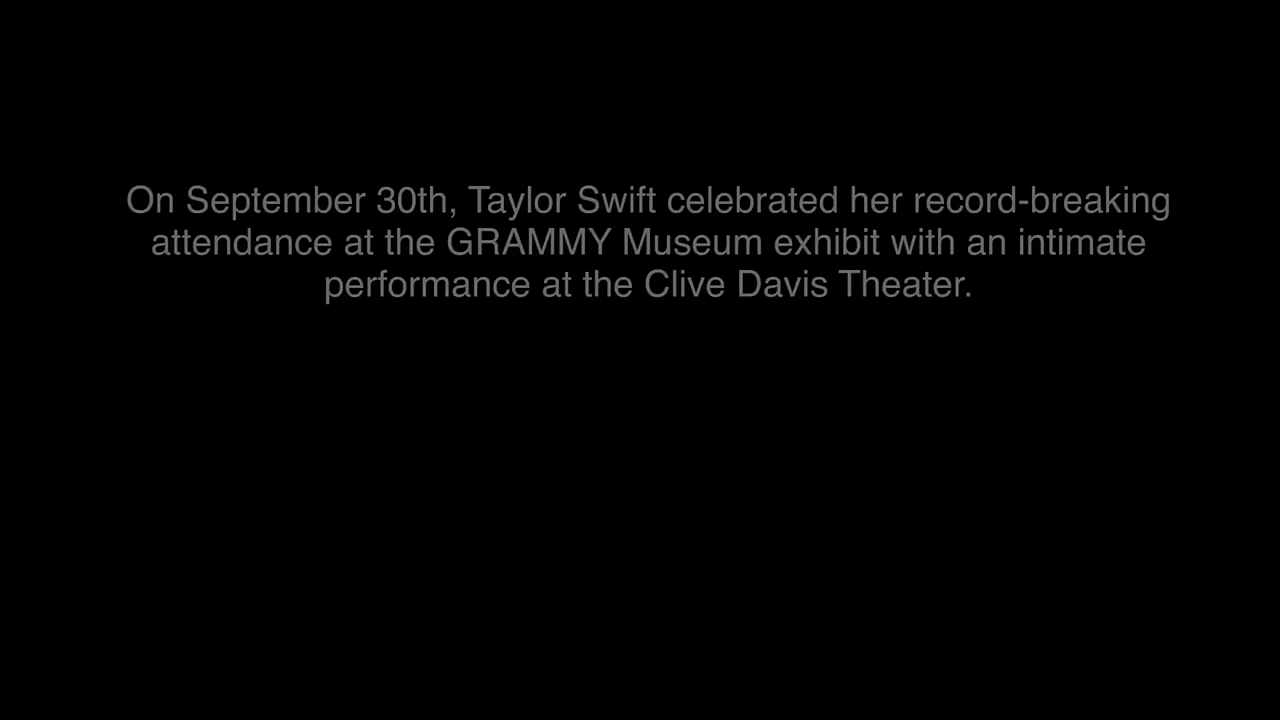 On September 30th, Taylor Swift celebrated her record-breaking
attendance at the GRAMMY Museum exhibit with an intimate
performance at the Clive Davis Theater.